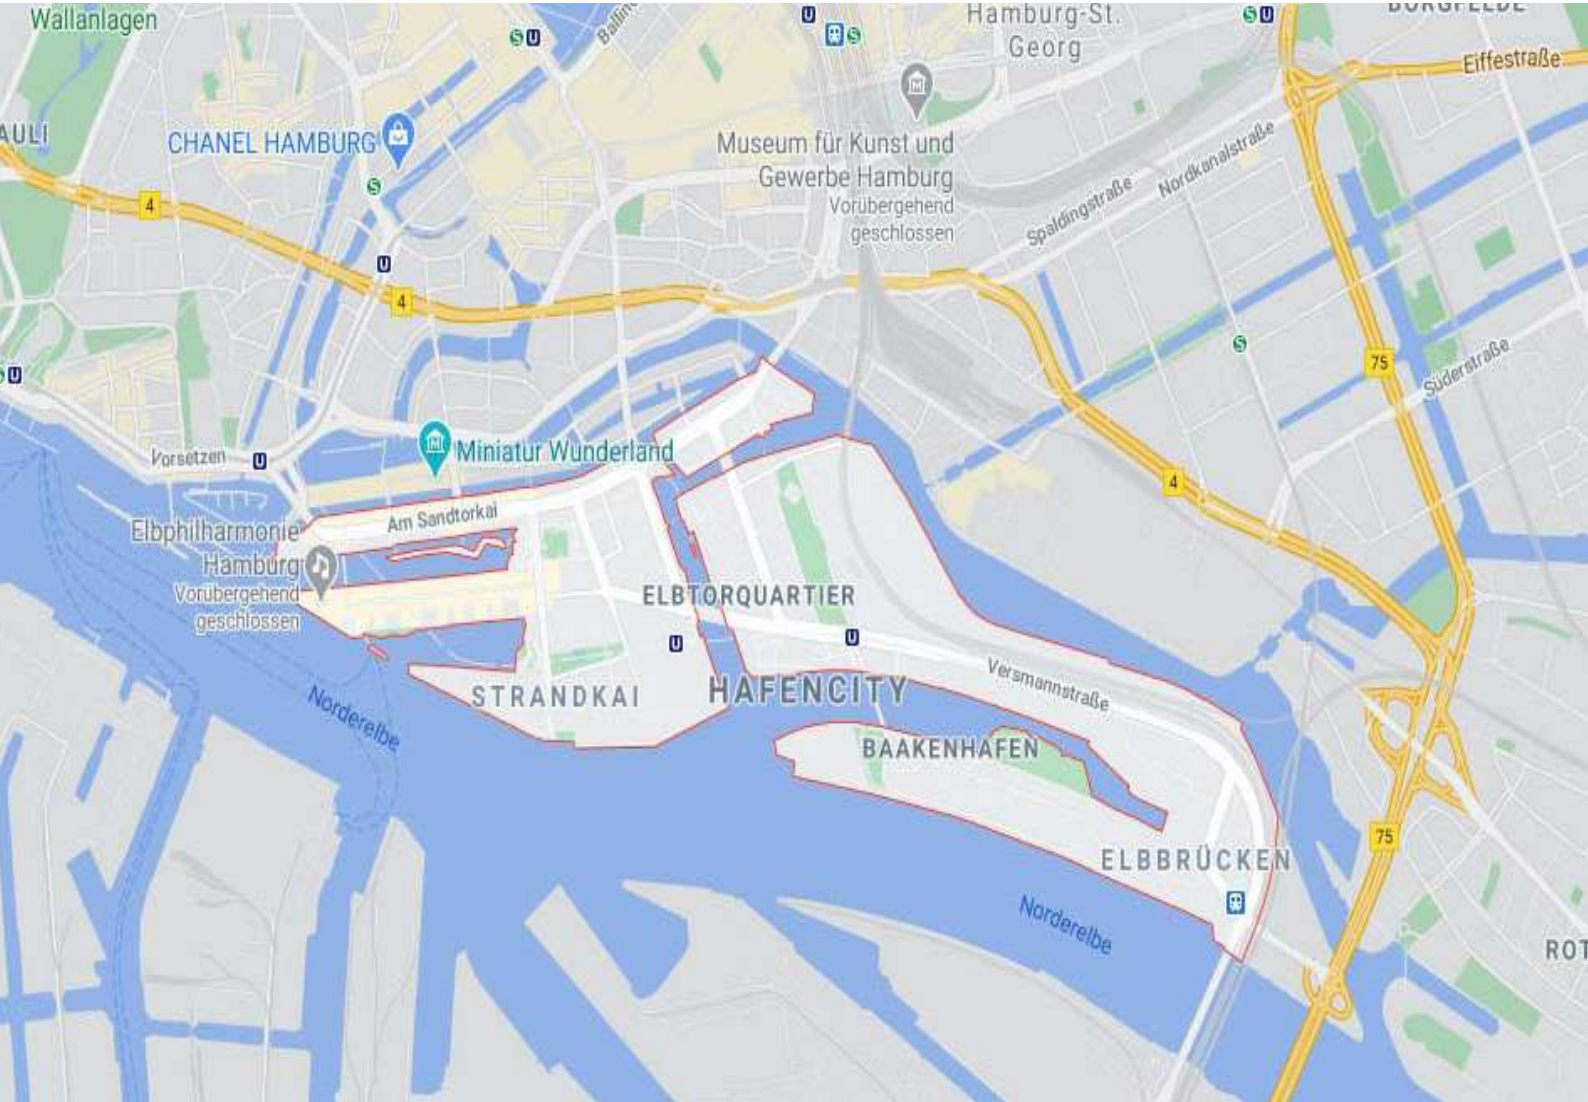 Wallanlagen
Ballin
Hamburg-St.
Georg
BORGFELDE
S U
U
S
S U
Eiffestraße
AULI
CHANEL HAMBURG
S
Museum für Kunst und
Gewerbe Hamburg
Vorübergehend
geschlossen
Nordkanalstraße
Spaldingstraße
4
U
4
S
75
Süderstraße
U
Miniatur Wunderland
Vorsetzen
U
4
Am Sandtorkai
Elbphilharmonie
Hamburg
Vorübergehend
geschlossen
ELBTORQUARTIER
U
U
Versmannstraße
HAFENCITY
STRANDKAI
Norderelbe
BAAKENHAFEN
75
ELBBRÜCKEN
Norderelbe
ROT